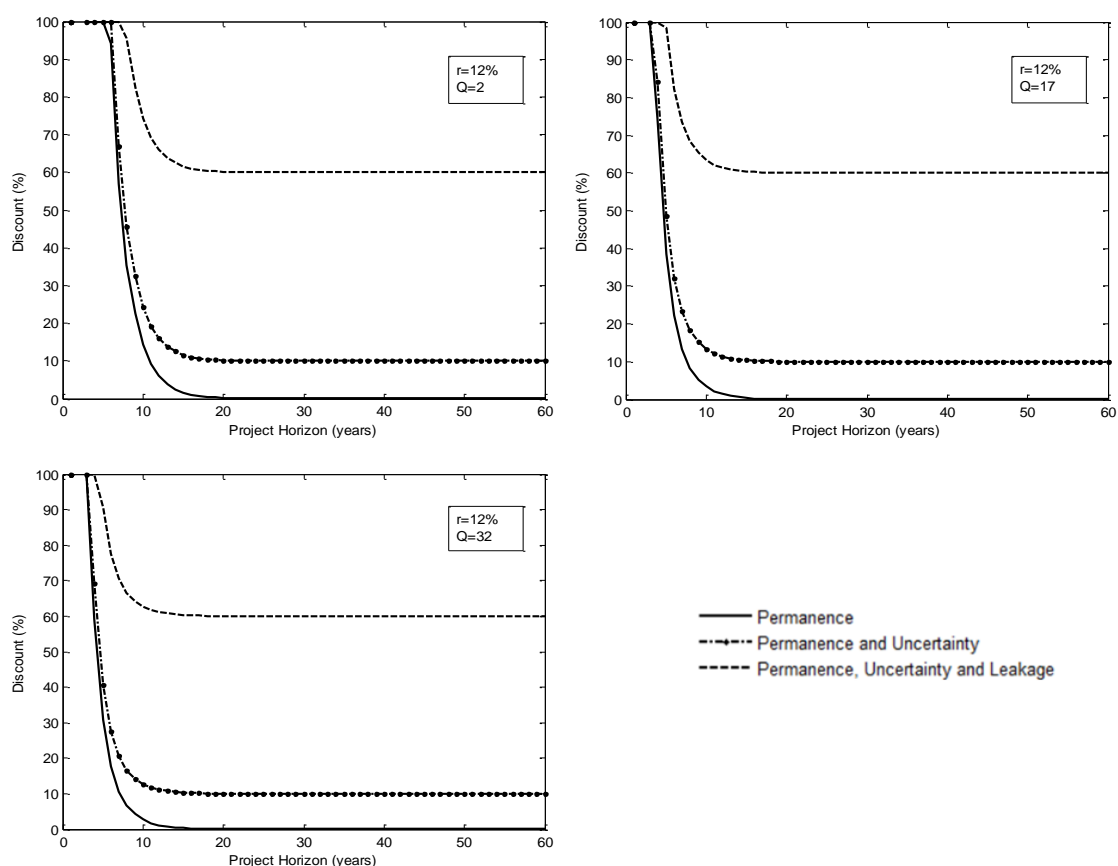 100
90
80
70
60
50
40
30
20
10
0
Discount (%)
r=12%
Q=2
0 10 20 30 40 50 60
Project Horizon (years)
100
90
80
70
60
50
40
30
20
10
0
Discount (%)
r=12%
Q=17
0 10 20 30 40 50 60
Project Horizon (years)
100
90
80
70
60
50
40
30
20
10
0
Discount (%)
r=12%
Q=32
0 10 20 30 40 50 60
Project Horizon (years)
Permanence
Permanence and Uncertainty
Permanence, Uncertainty and Leakage